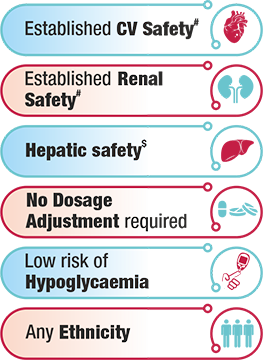 Established CV Safety#
Established Renal
Safety#
Hepatic safety$
No Dosage
Adjustment required
Low risk of
Hypoglycaemia
Any Ethnicity